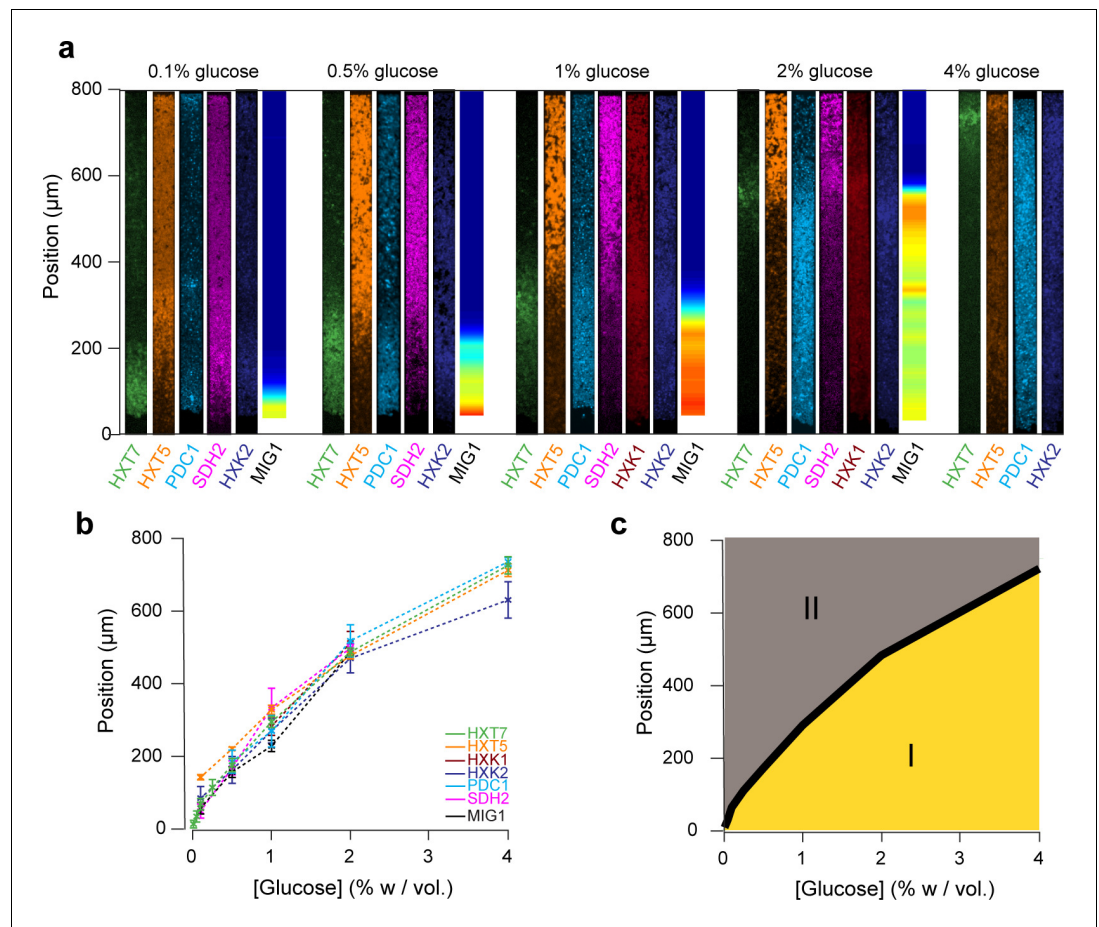 a
0.1% glucose 0.5% glucose 1% glucose 2% glucose 4% glucose
Position (µm)
800
600
400
200
0
HXT7 HXT5 PDC1 SDH2 HXK2 MIG1
HXT7 HXT5 PDC1 SDH2 HXK2 MIG1
HXT7 HXT5 PDC1 SDH2 HXK1 HXK2 MIG1
HXT7 HXT5 PDC1 SDH2 HXK1 HXK2 MIG1
HXT7 HXT5 PDC1 HXK2
b
Position (µm)
800
600
400
200
0
HXT7
HXT5
HXK1
HXK2
PDC1
SDH2
MIG1
0 1 2 3 4
[Glucose] (% w / vol.)
c
Position (µm)
800
600
400
200
0
II
I
0 1 2 3 4
[Glucose] (% w / vol.)